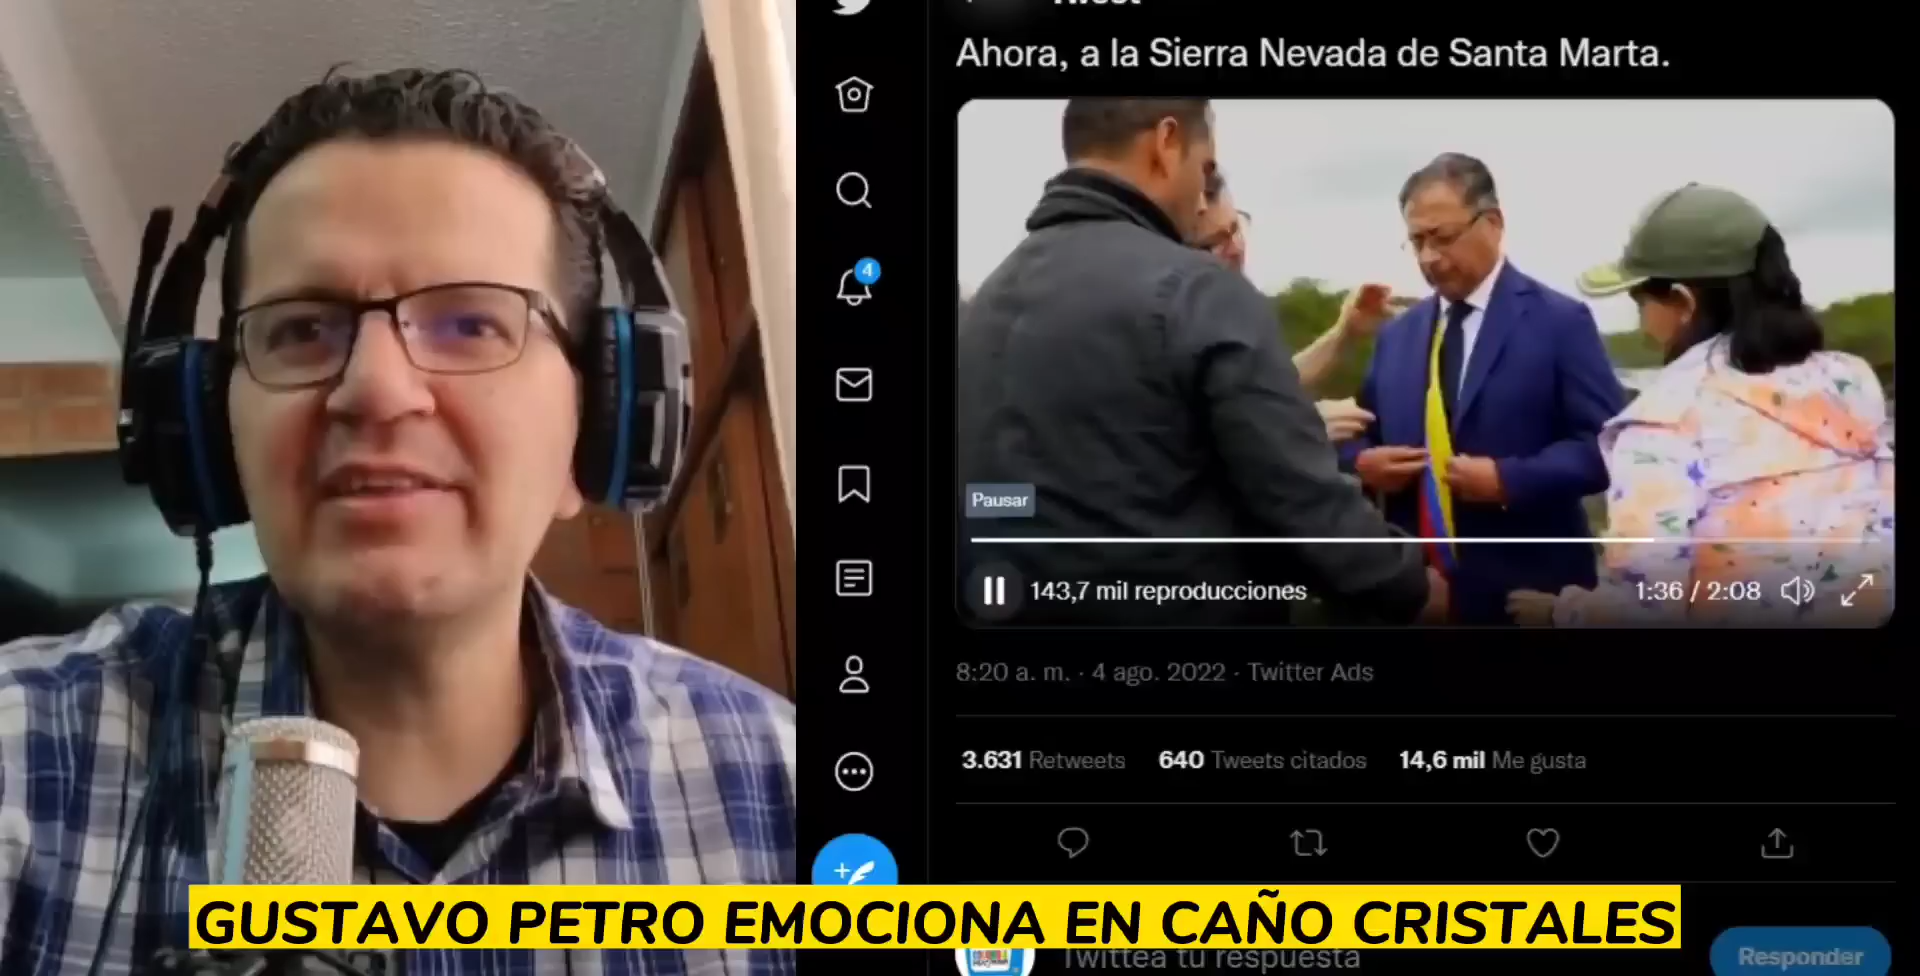 Tweet
Ahora, a la Sierra Nevada de Santa Marta.
4
Pausar
143,7 mil reproducciones
1:36 / 2:08
8:20 a. m. · 4 ago. 2022 · Twitter Ads
3.631 Retweets 640 Tweets citados 14,6 mil Me gusta
GUSTAVO PETRO EMOCIONA EN CAÑO CRISTALES
Twittea tu respuesta
Responder